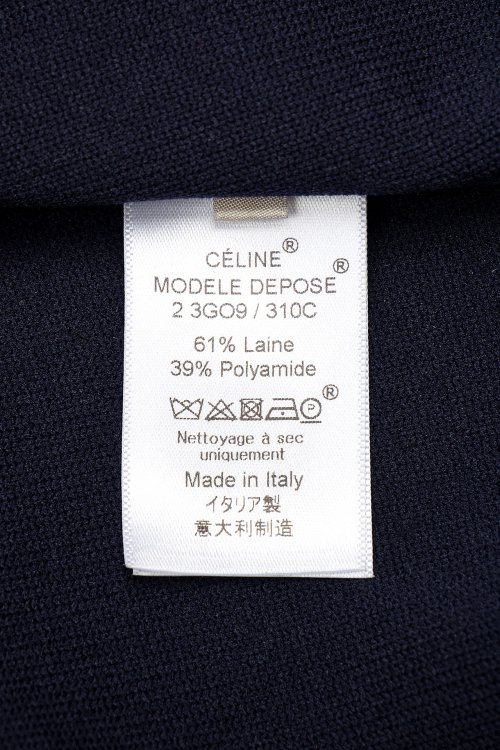 CÉLINE®
MODELE DEPOSE®
2 3GO9 / 310C
61% Laine
39% Polyamide
P ®
Nettoyage à sec
uniquement
Made in Italy
イタリア製
意大利制造